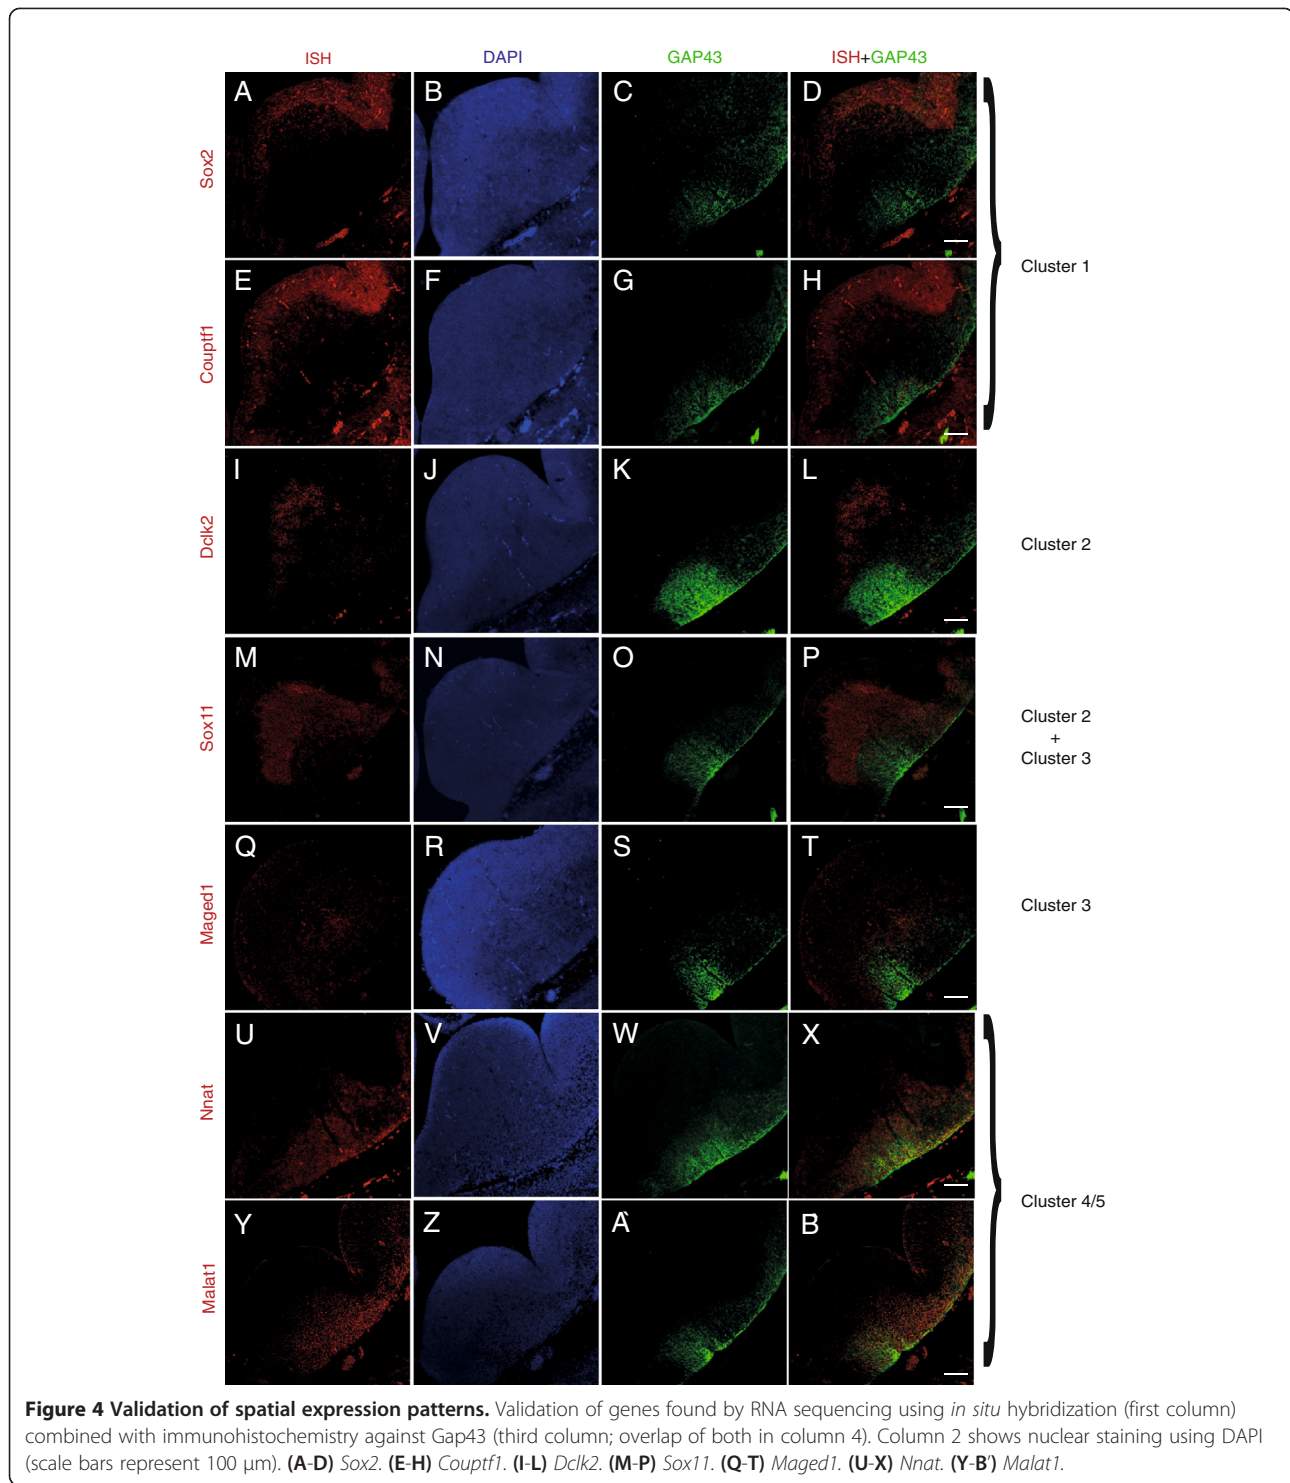 ISH DAPI GAP43 ISH+GAP43
Sox2 A B C D
Cluster 1
Couptf1 E F G H
Dclk2 I J K L Cluster 2
Sox11 M N O P Cluster 2
+
Cluster 3
Maged1 Q R S T Cluster 3
Nnat U V W X
Cluster 4/5
Malat1 Y Z A` B`
Figure 4 Validation of spatial expression patterns. Validation of genes found by RNA sequencing using in situ hybridization (first column)
combined with immunohistochemistry against Gap43 (third column; overlap of both in column 4). Column 2 shows nuclear staining using DAPI
(scale bars represent 100 μm). (A-D) Sox2. (E-H) Couptf1. (I-L) Dclk2. (M-P) Sox11. (Q-T) Maged1. (U-X) Nnat. (Y-B′) Malat1.